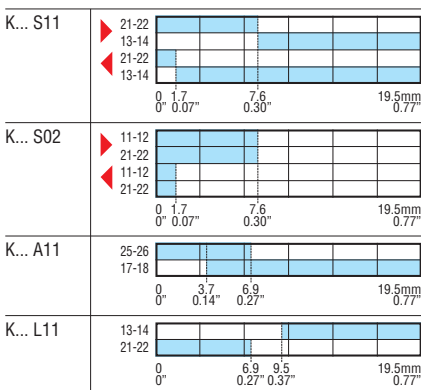 K... S11
21-22
13-14
21-22
13-14
0 1.7 7.6 19.5mm
0" 0.07" 0.30" 0.77"
K... S02
11-12
21-22
11-12
21-22
0 1.7 7.6 19.5mm
0" 0.07" 0.30" 0.77"
K... A11
25-26
17-18
0 3.7 6.9 19.5mm
0" 0.14" 0.27" 0.77"
K... L11
13-14
21-22
0 6.9 9.5 19.5mm
0" 0.27" 0.37" 0.77"